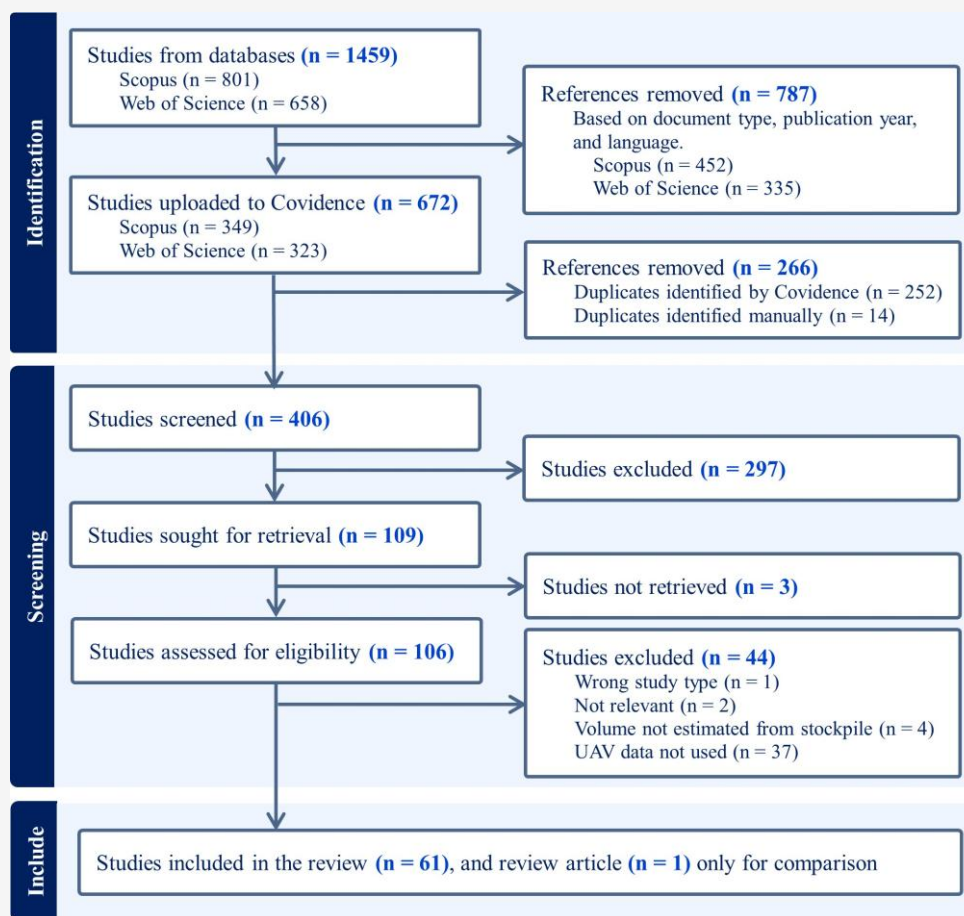 Identification
Studies from databases (n = 1459)
Scopus (n = 801)
Web of Science (n = 658)
References removed (n = 787)
Based on document type, publication year,
and language.
Scopus (n = 452)
Web of Science (n = 335)
Studies uploaded to Covidence (n = 672)
Scopus (n = 349)
Web of Science (n = 323)
References removed (n = 266)
Duplicates identified by Covidence (n = 252)
Duplicates identified manually (n = 14)
Screening
Studies screened (n = 406)
Studies excluded (n = 297)
Studies sought for retrieval (n = 109)
Studies not retrieved (n = 3)
Studies assessed for eligibility (n = 106)
Studies excluded (n = 44)
Wrong study type (n = 1)
Not relevant (n = 2)
Volume not estimated from stockpile (n = 4)
UAV data not used (n = 37)
Include
Studies included in the review (n = 61), and review article (n = 1) only for comparison